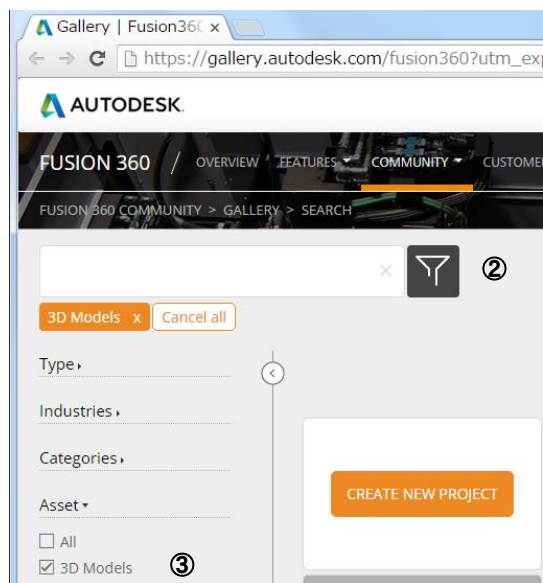 Gallery | Fusion36 x
https://gallery.autodesk.com/fusion360?utm_exp
AUTODESK.
FUSION 360 / OVERVIEW FEATURES COMMUNITY CUSTOME
FUSION 360 COMMUNITY > GALLERY > SEARCH
②
3D Models x Cancel all
Type
Industries
Categories
CREATE NEW PROJECT
Asset
All
3D Models ③